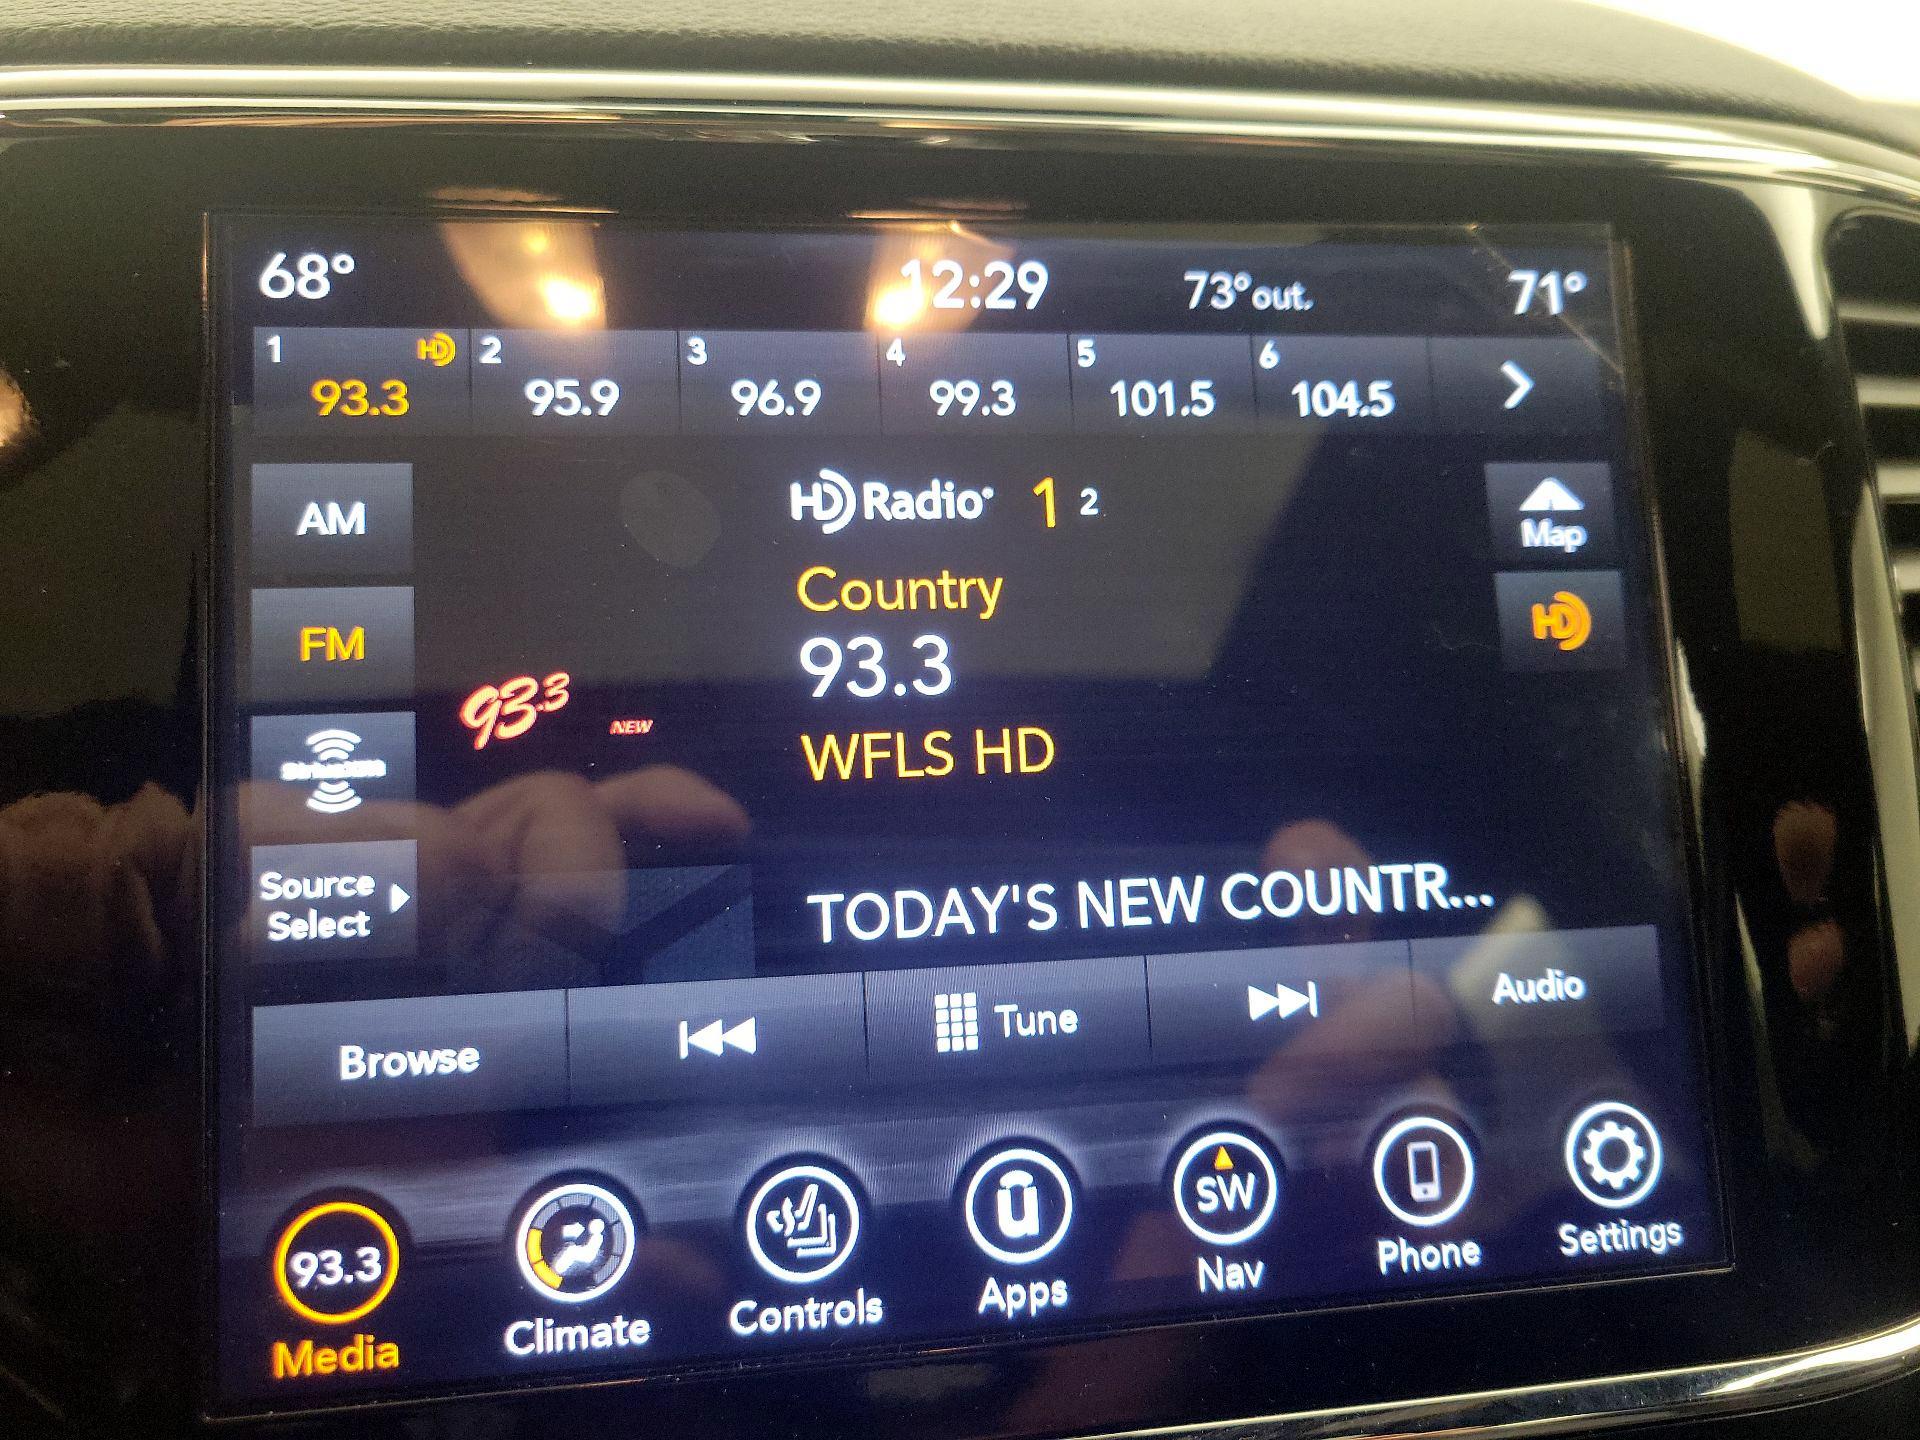 68° 12:29 73°out. 71°
1 HD 2 3 4 5 6
93.3 95.9 96.9 99.3 101.5 104.5
AM
FM
SiriusXM
Source
Select
93.3 NEW
HD Radio® 1 2
Country
93.3
WFLS HD
TODAY'S NEW COUNTR...
Map
HD
Browse Tune Audio
93.3 SW
Media Climate Controls Apps Nav Phone Settings